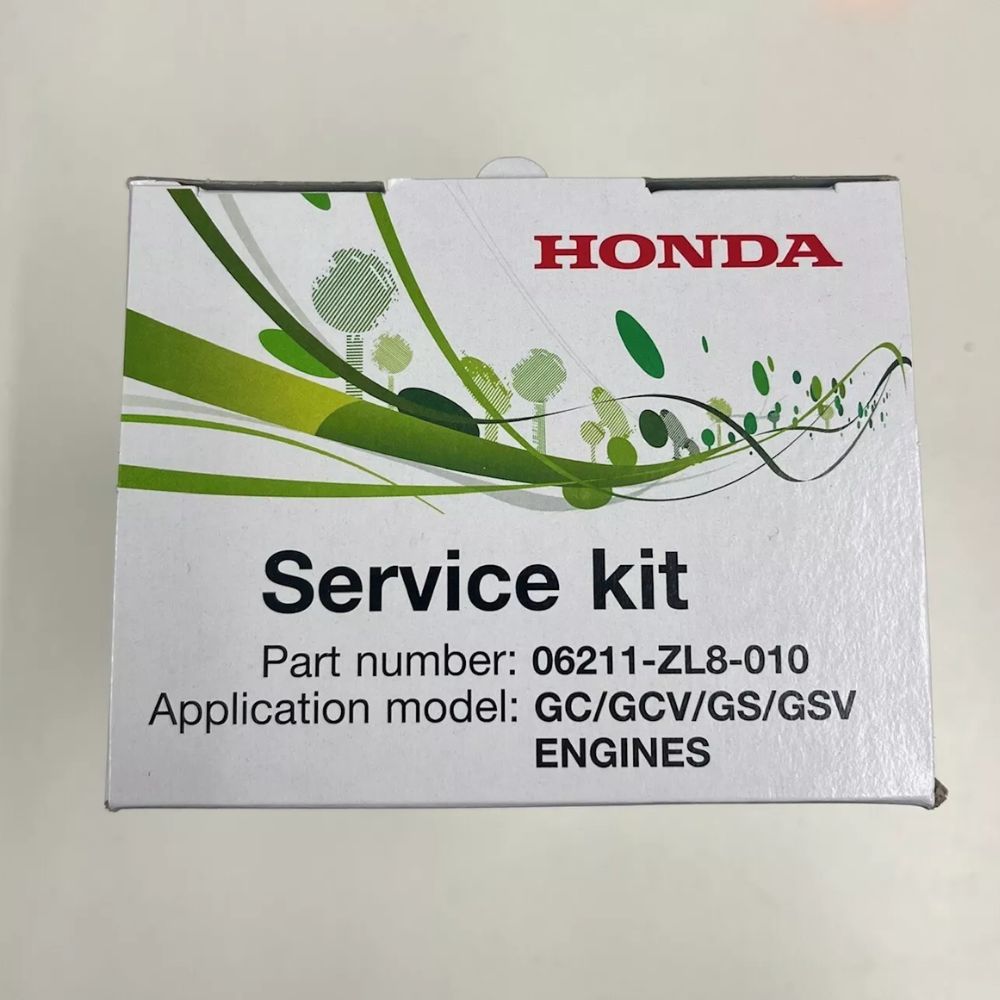 HONDA
Service kit
Part number: 06211-ZL8-010
Application model: GC/GCV/GS/GSV
ENGINES